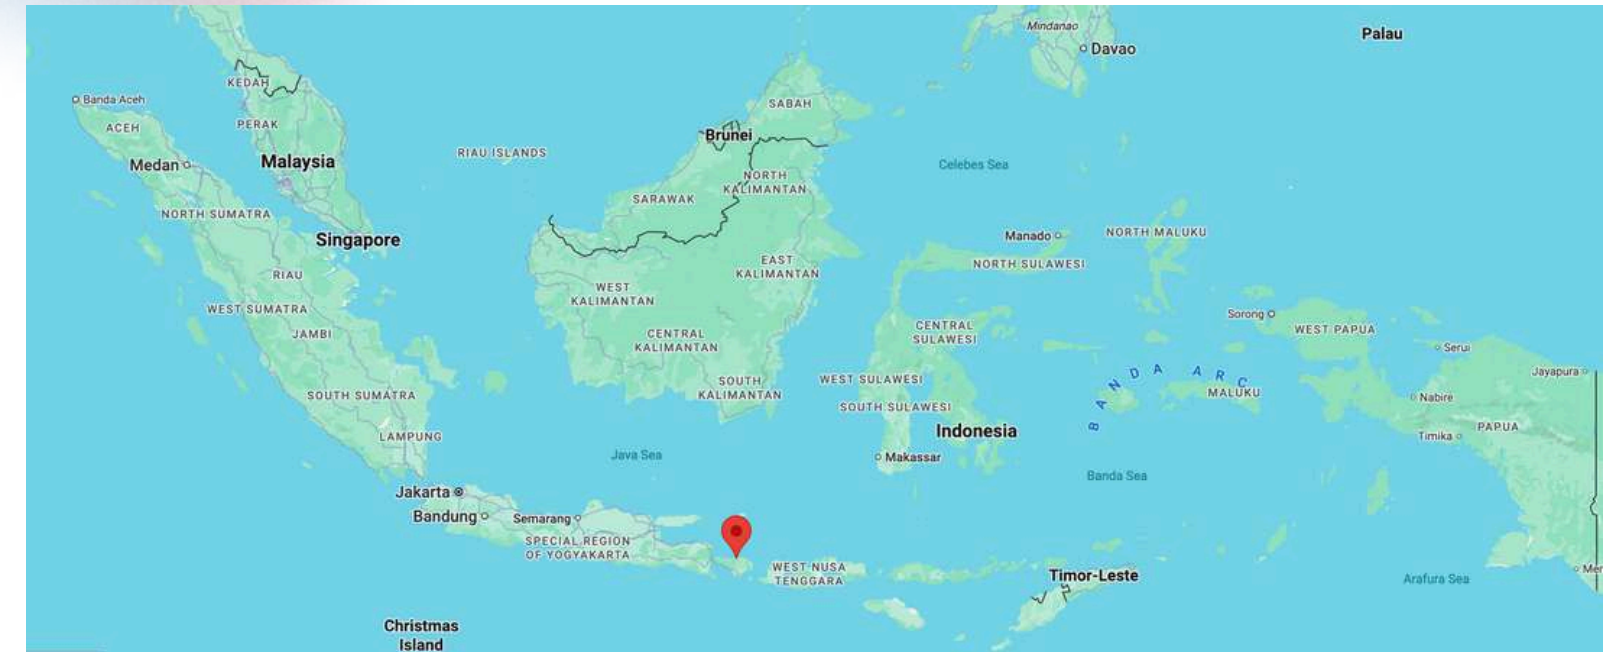 Mindanao
Davao
Palau
KEDAH
Banda Aceh
ACEH
PERAK
SABAH
Brunei
Medan
Malaysia
RIAU ISLANDS
Celebes Sea
NORTH
KALIMANTAN
SARAWAK
NORTH SUMATRA
Singapore
Manado
NORTH MALUKU
NORTH SULAWESI
RIAU
EAST
KALIMANTAN
WEST
KALIMANTAN
WEST SUMATRA
JAMBI
Sorong
WEST PAPUA
CENTRAL
SULAWESI
CENTRAL
KALIMANTAN
Serui
Jayapura
BANDA ARC
WEST SULAWESI
SOUTH
KALIMANTAN
MALUKU
SOUTH SUMATRA
Nabire
SOUTH SULAWESI
PAPUA
Indonesia
Timika
LAMPUNG
Java Sea
Makassar
Banda Sea
Jakarta
Bandung
Semarang
SPECIAL REGION
OF YOGYAKARTA
WEST NUSA
TENGGARA
Timor-Leste
Arafura Sea
Mer
Christmas
Island